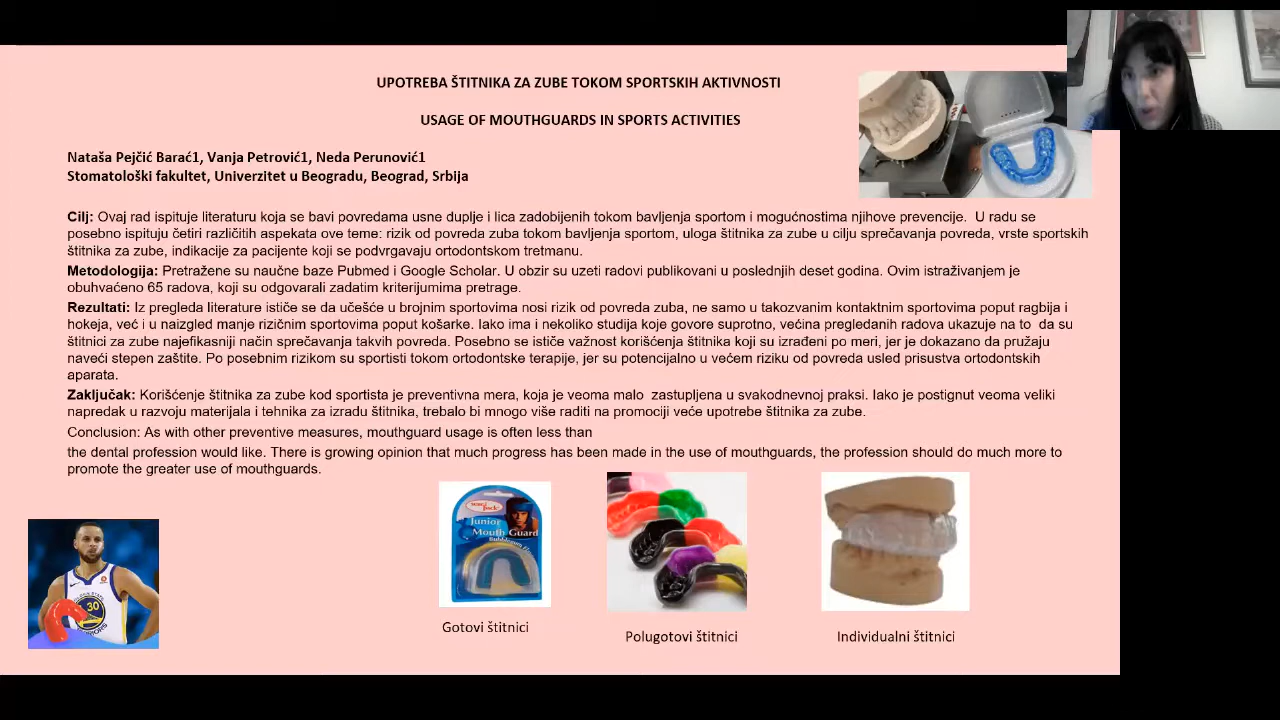 UPOTREBA ŠTITNIKA ZA ZUBE TOKOM SPORTSKIH AKTIVNOSTI
USAGE OF MOUTHGUARDS IN SPORTS ACTIVITIES
Nataša Pejčić Barać1, Vanja Petrović1, Neda Perunović1
Stomatološki fakultet, Univerzitet u Beogradu, Beograd, Srbija
Cilj: Ovaj rad ispituje literaturu koja se bavi povredama usne duplje i lica zadobijenih tokom bavljenja sportom i mogućnostima njihove prevencije. U radu se
posebno ispituju četiri različitih aspekata ove teme: rizik od povreda zuba tokom bavljenja sportom, uloga štitnika za zube u cilju sprečavanja povreda, vrste sportskih
štitnika za zube, indikacije za pacijente koji se podvrgavaju ortodontskom tretmanu.
Metodologija: Pretražene su naučne baze Pubmed i Google Scholar. U obzir su uzeti radovi publikovani u poslednjih deset godina. Ovim istraživanjem je
obuhvaćeno 65 radova, koji su odgovarali zadatim kriterijumima pretrage.
Rezultati: Iz pregleda literature ističe se da učešće u brojnim sportovima nosi rizik od povreda zuba, ne samo u takozvanim kontaktnim sportovima poput ragbija i
hokeja, već i u naizgled manje rizičnim sportovima poput košarke. Iako ima i nekoliko studija koje govore suprotno, većina pregledanih radova ukazuje na to da su
štitnici za zube najefikasniji način sprečavanja takvih povreda. Posebno se ističe važnost korišćenja štitnika koji su izrađeni po meri, jer je dokazano da pružaju
naveći stepen zaštite. Po posebnim rizikom su sportisti tokom ortodontske terapije, jer su potencijalno u većem riziku od povreda usled prisustva ortodontskih
aparata.
Zaključak: Korišćenje štitnika za zube kod sportista je preventivna mera, koja je veoma malo zastupljena u svakodnevnoj praksi. Iako je postignut veoma veliki
napredak u razvoju materijala i tehnika za izradu štitnika, trebalo bi mnogo više raditi na promociji veće upotrebe štitnika za zube.
Conclusion: As with other preventive measures, mouthguard usage is often less than
the dental profession would like. There is growing opinion that much progress has been made in the use of mouthguards, the profession should do much more to
promote the greater use of mouthguards.
Junior
Mouth Guard
30
Gotovi štitnici
Polugotovi štitnici
Individualni štitnici